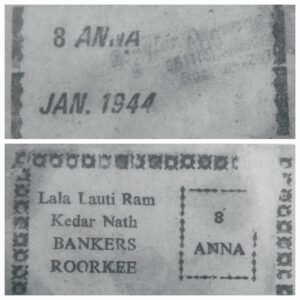 8 ANNA
JAN. 1944
Lala Lauti Ram
Kedar Nath
BANKERS
ROORKEE
8
ANNA